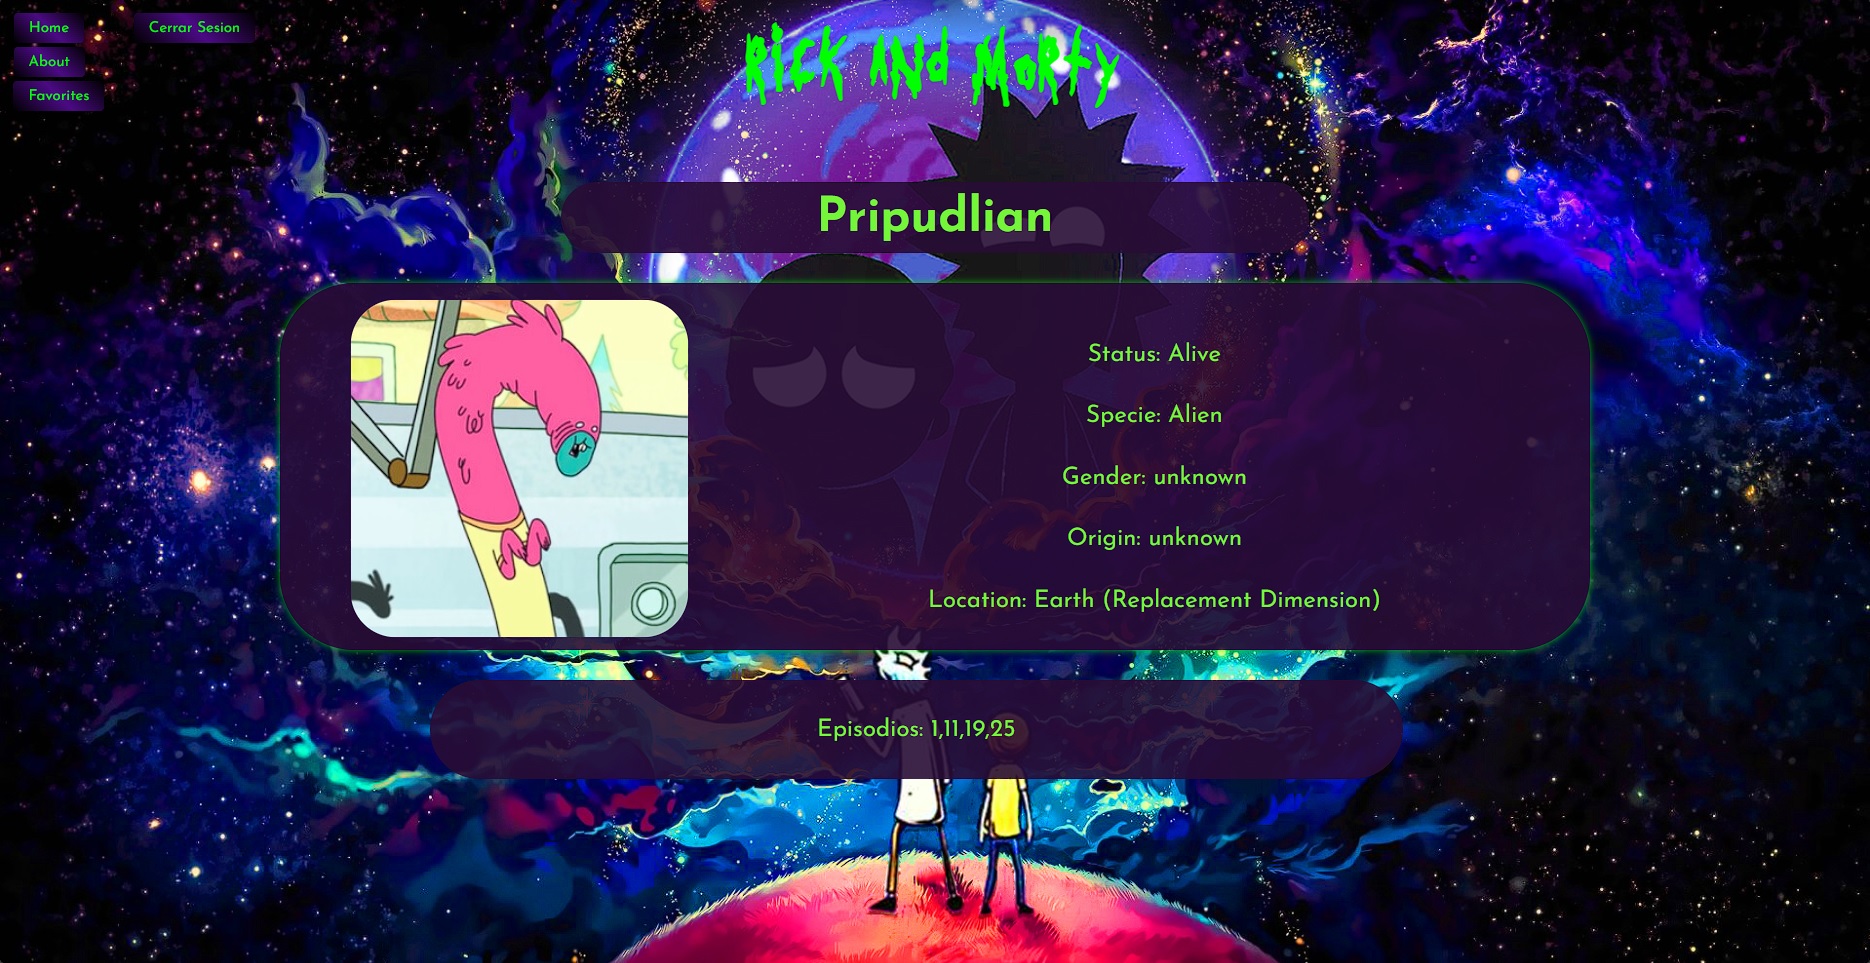 Home
Cerrar Sesion
About
Favorites
Rick And Morty
Pripudlian
Status: Alive
Specie: Alien
Gender: unknown
Origin: unknown
Location: Earth (Replacement Dimension)
Episodios: 1,11,19,25